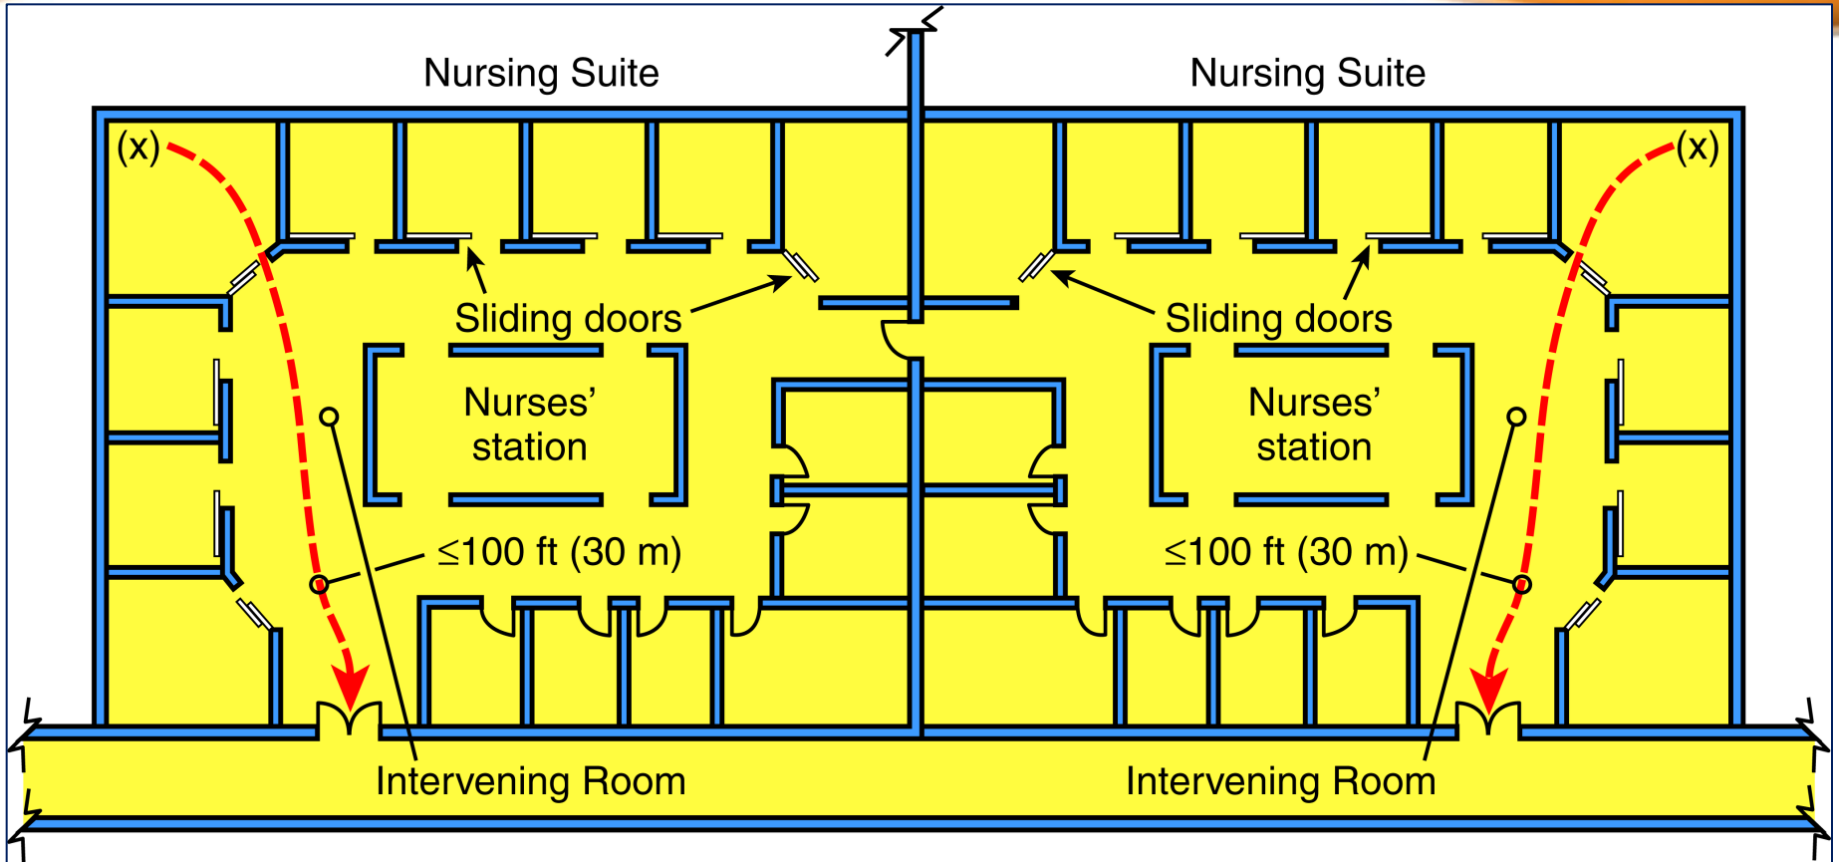 Nursing Suite
Nursing Suite
(x)
(x)
Sliding doors
Sliding doors
Nurses’
station
Nurses’
station
≤100 ft (30 m)
≤100 ft (30 m)
Intervening Room
Intervening Room